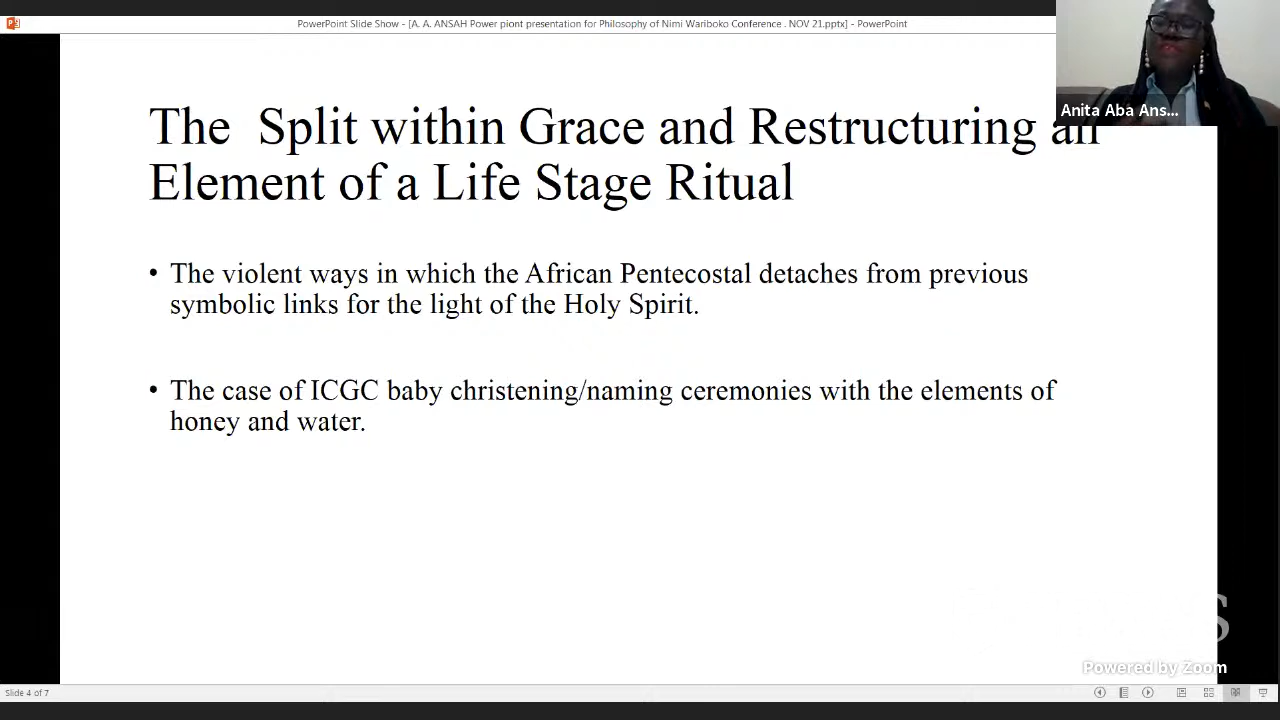 PowerPoint Slide Show - [A. A. ANSAH Power piont presentation for Philosophy of Nimi Wariboko Conference . NOV 21.pptx] - PowerPoint
Anita Aba Ans...
The Split within Grace and Restructuring an
Element of a Life Stage Ritual
• The violent ways in which the African Pentecostal detaches from previous
symbolic links for the light of the Holy Spirit.
• The case of ICGC baby christening/naming ceremonies with the elements of
honey and water.
S
Powered by Zoom
Slide 4 of 7